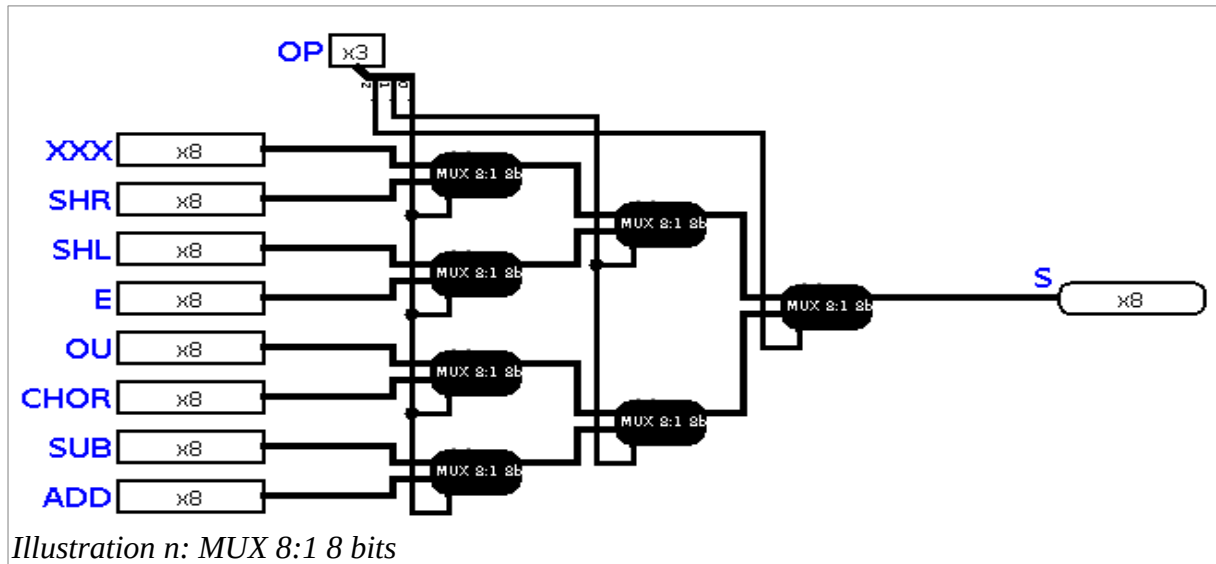 OP x3
2 1 0
XXX x8
MUX 8:1 8b
SHR x8
MUX 8:1 8b
SHL x8
MUX 8:1 8b
E x8
S
MUX 8:1 8b
x8
OU x8
MUX 8:1 8b
CHOR x8
MUX 8:1 8b
SUB x8
MUX 8:1 8b
ADD x8
Illustration n: MUX 8:1 8 bits